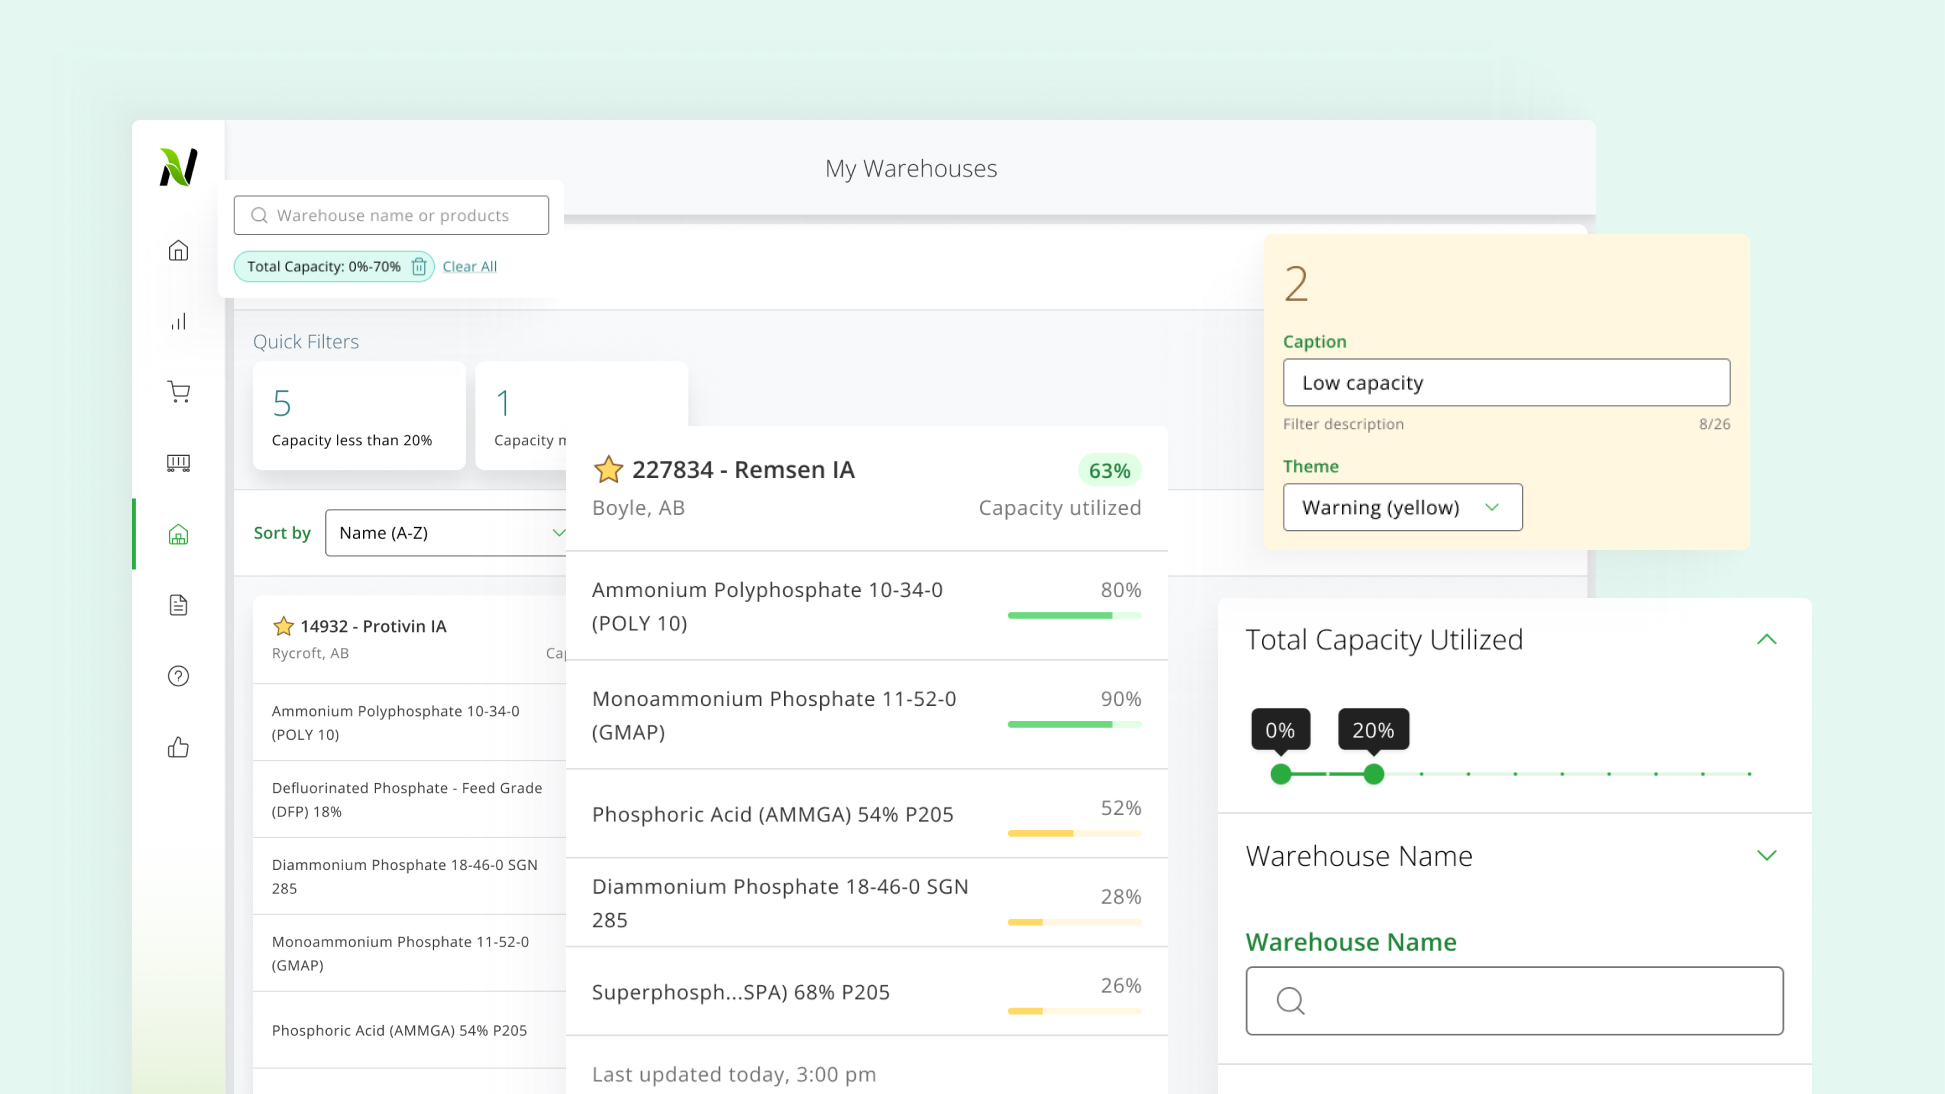 My Warehouses
Warehouse name or products
Total Capacity: 0%-70%
Clear All
Quick Filters
5
Capacity less than 20%
1
Capacity
Sort by
Name (A-Z)
14932 - Protivin IA
Rycroft, AB
Ammonium Polyphosphate 10-34-0
(POLY 10)
Defluorinated Phosphate - Feed Grade
(DFP) 18%
Diammonium Phosphate 18-46-0 SGN
285
Monoammonium Phosphate 11-52-0
(GMAP)
Phosphoric Acid (AMMGA) 54% P205
227834 - Remsen IA
63%
Boyle, AB
Capacity utilized
Ammonium Polyphosphate 10-34-0
(POLY 10)
80%
Monoammonium Phosphate 11-52-0
(GMAP)
90%
Phosphoric Acid (AMMGA) 54% P205
52%
Diammonium Phosphate 18-46-0 SGN
285
28%
Superphosph...SPA) 68% P205
26%
Last updated today, 3:00 pm
2
Caption
Low capacity
Filter description
8/26
Theme
Warning (yellow)
Total Capacity Utilized
0%
20%
Warehouse Name
Warehouse Name